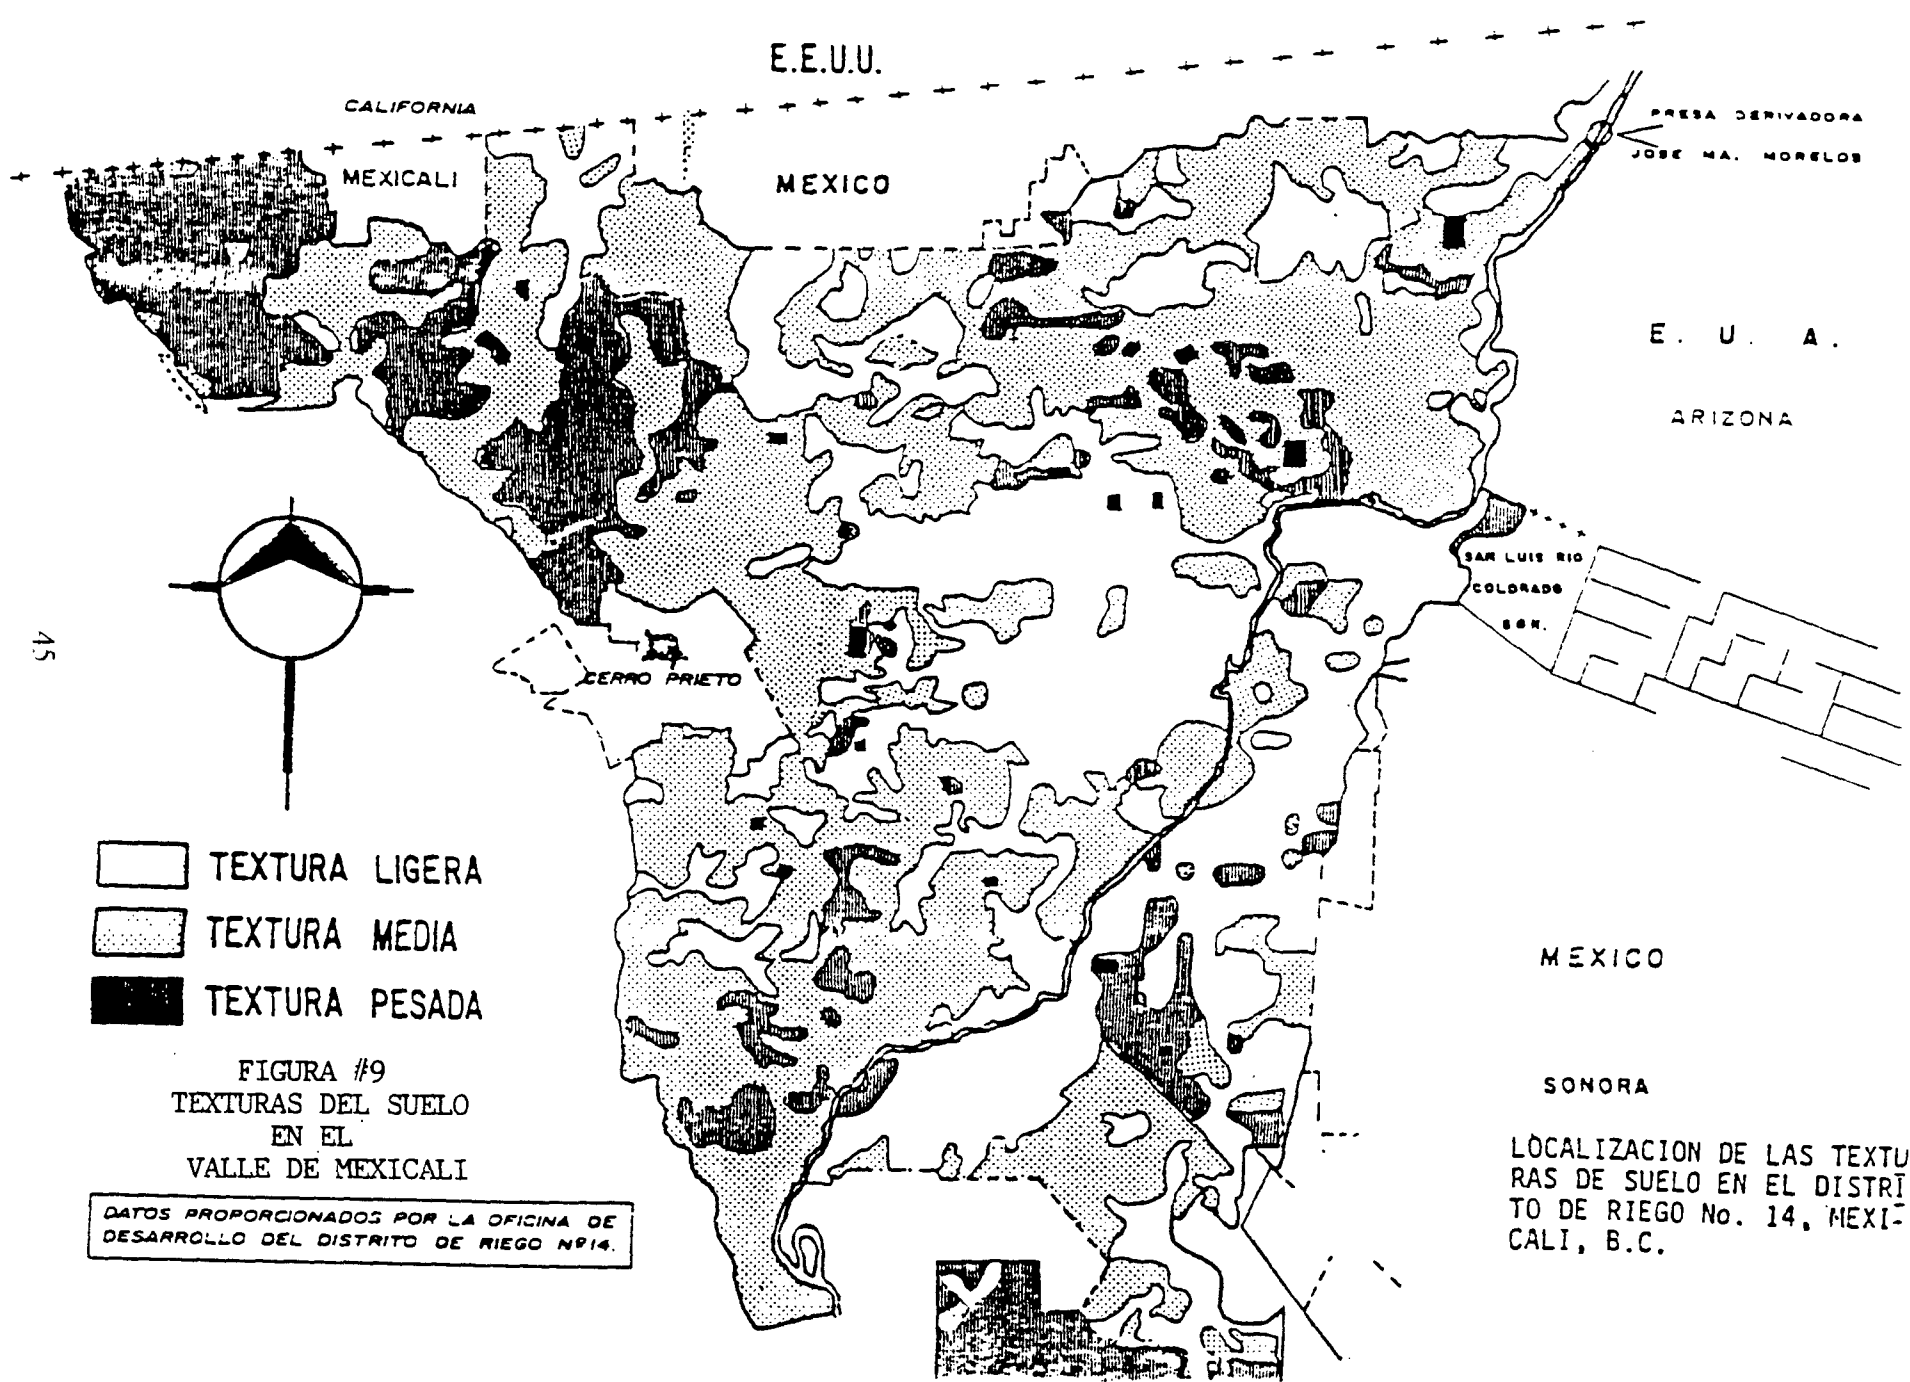 E.E.U.U.
CALIFORNIA
PRESA DERIVADORA
JOSE MA. MORELOS
MEXICALI
MEXICO
E. U. A.
ARIZONA
SAN LUIS RIO
COLORADO
SON.
45
CERRO PRIETO
TEXTURA LIGERA
TEXTURA MEDIA
TEXTURA PESADA
MEXICO
SONORA
FIGURA #9
TEXTURAS DEL SUELO
EN EL
VALLE DE MEXICALI
DATOS PROPORCIONADOS POR LA OFICINA DE
DESARROLLO DEL DISTRITO DE RIEGO Nº14.
LOCALIZACION DE LAS TEXTU
RAS DE SUELO EN EL DISTRI
TO DE RIEGO No. 14, MEXI-
CALI, B.C.